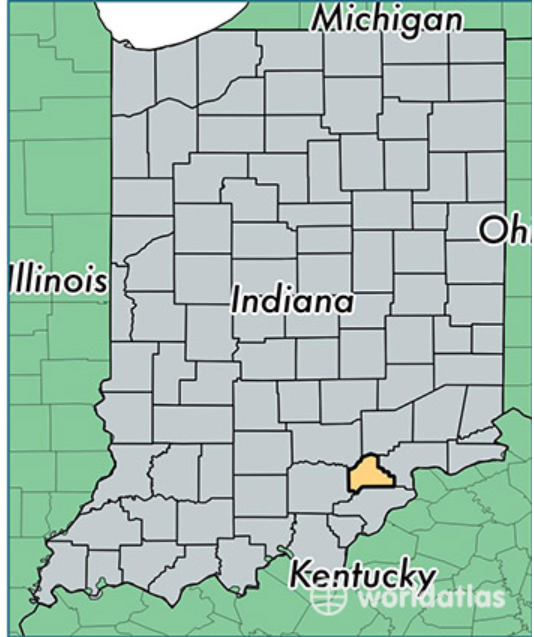 Michigan
Oh
Illinois
Indiana
Kentucky
worldatlas